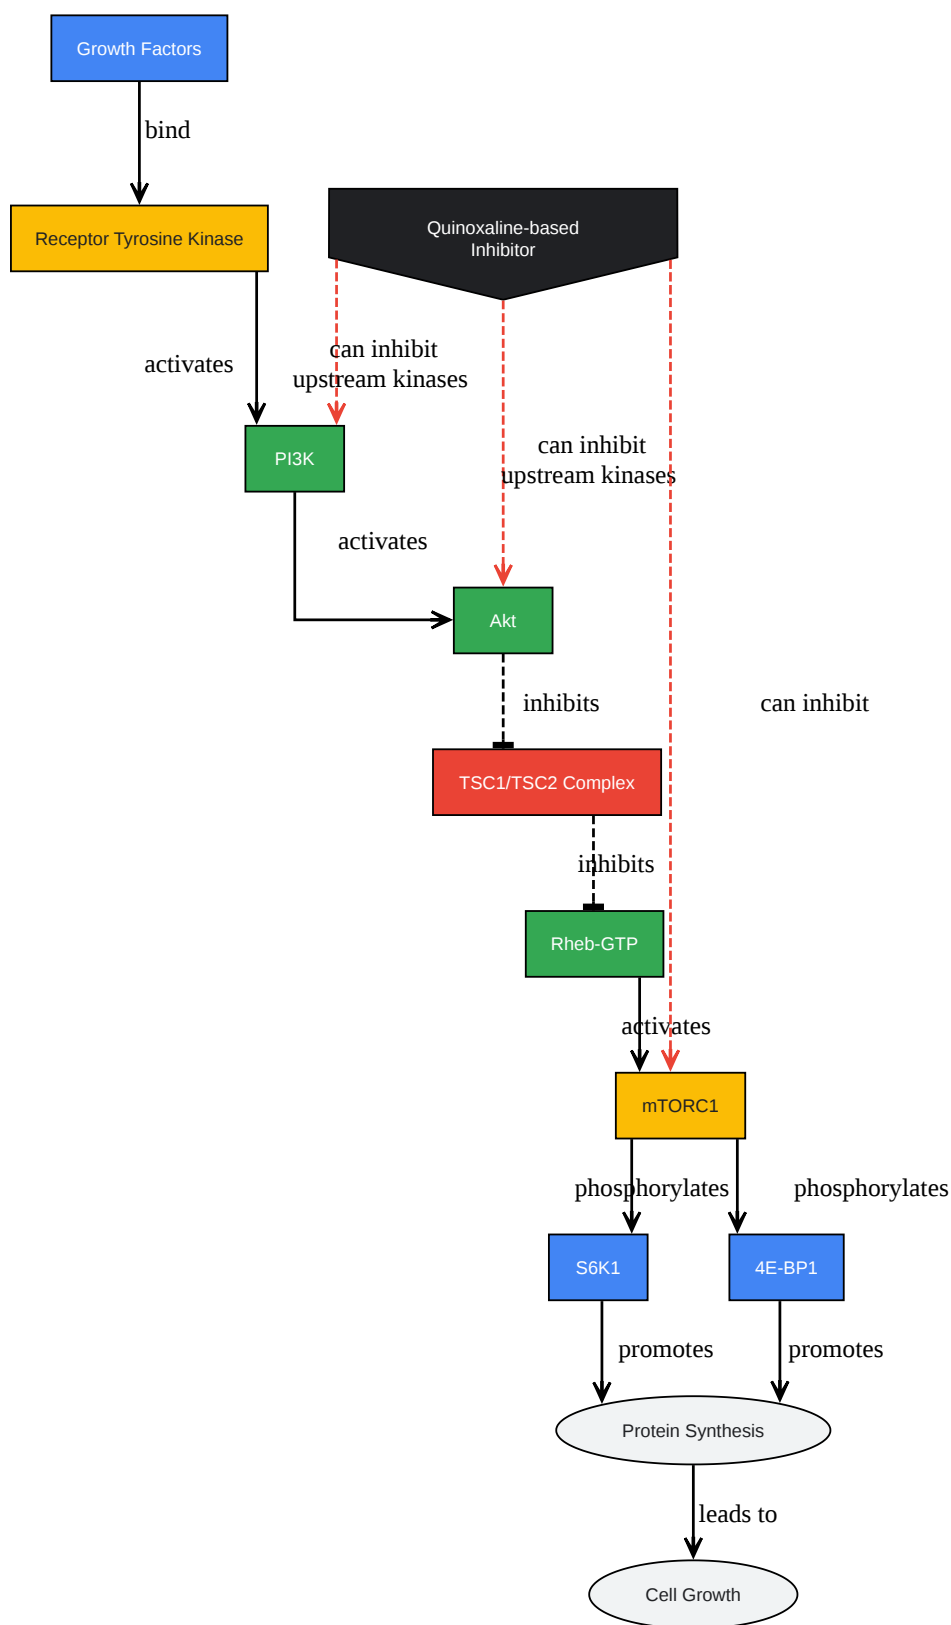 Growth Factors
bind
Receptor Tyrosine Kinase
Quinoxaline-based
Inhibitor
activates
can inhibit
upstream kinases
can inhibit
upstream kinases
PI3K
activates
Akt
inhibits
can inhibit
TSC1/TSC2 Complex
inhibits
Rheb-GTP
activates
mTORC1
phosphorylates
phosphorylates
S6K1
4E-BP1
promotes
promotes
Protein Synthesis
leads to
Cell Growth